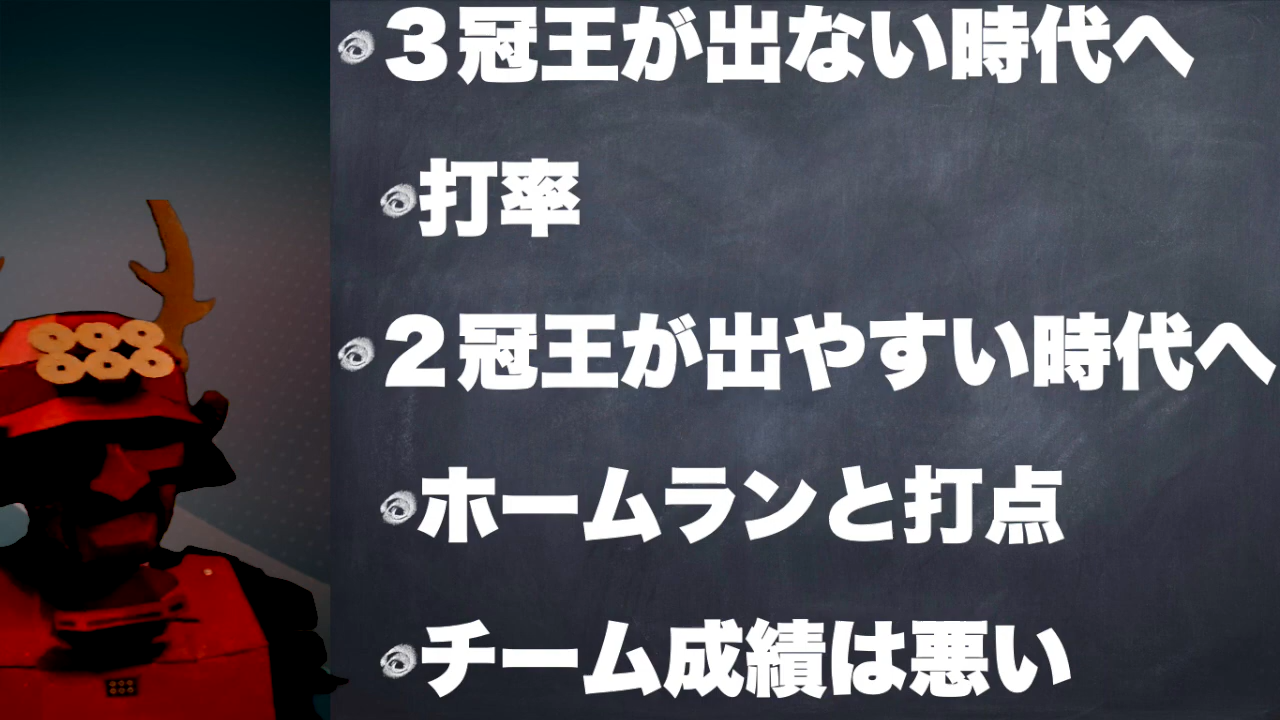 ３冠王が出ない時代へ
打率
２冠王が出やすい時代へ
ホームランと打点
チーム成績は悪い